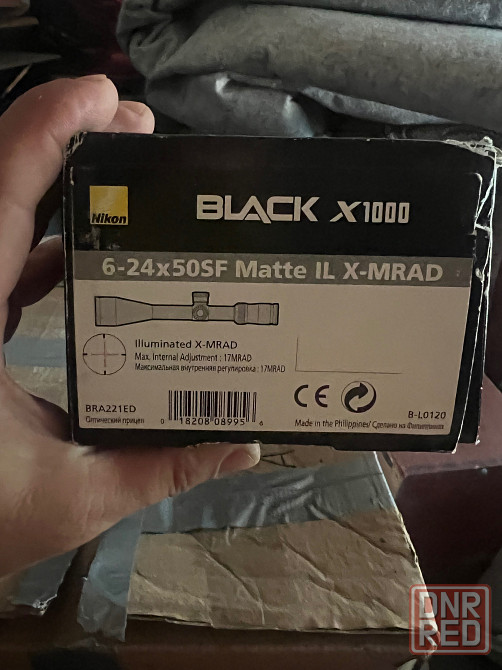 Nikon
BLACK X1000
6-24x50SF Matte IL X-MRAD
Illuminated X-MRAD
Max. Internal Adjustment : 17MRAD
Максимальная внутренняя регулировка : 17MRAD
BRA221ED
Оптический прицел
0 18208 08995 6
B-L0120
Made in the Philippines/ Сделано на Филиппинах
CE
DNR
RED